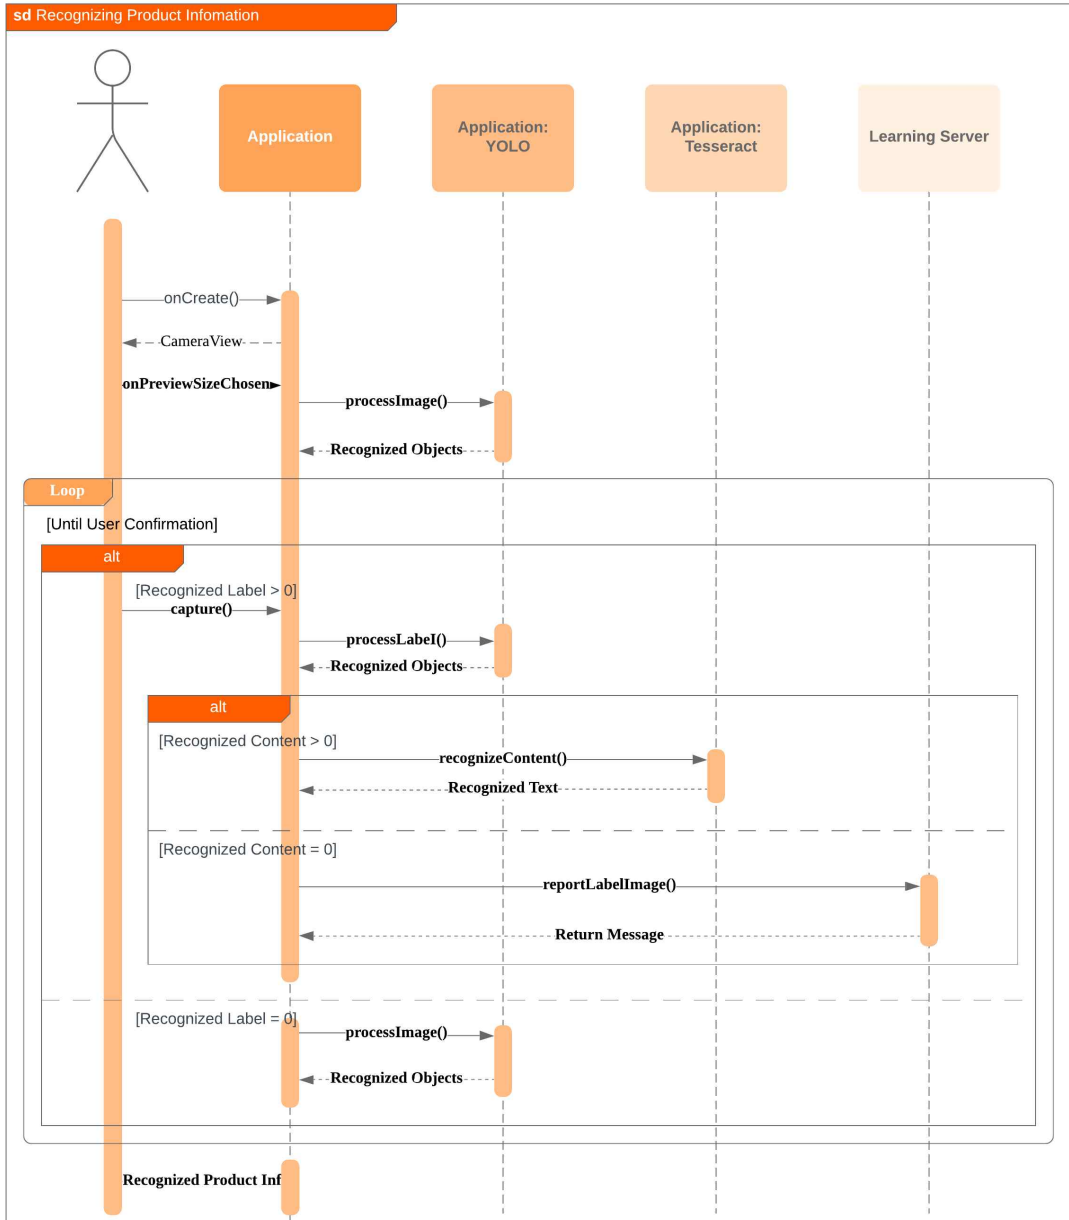 sd Recognizing Product Infomation
Application
Application:
YOLO
Application:
Tesseract
Learning Server
onCreate()
CameraView
onPreviewSizeChosen
processImage()
Recognized Objects
Loop
[Until User Confirmation]
alt
[Recognized Label > 0]
capture()
processLabel()
Recognized Objects
alt
[Recognized Content > 0]
recognizeContent()
Recognized Text
[Recognized Content = 0]
reportLabelImage()
Return Message
[Recognized Label = 0]
processImage()
Recognized Objects
Recognized Product Inf